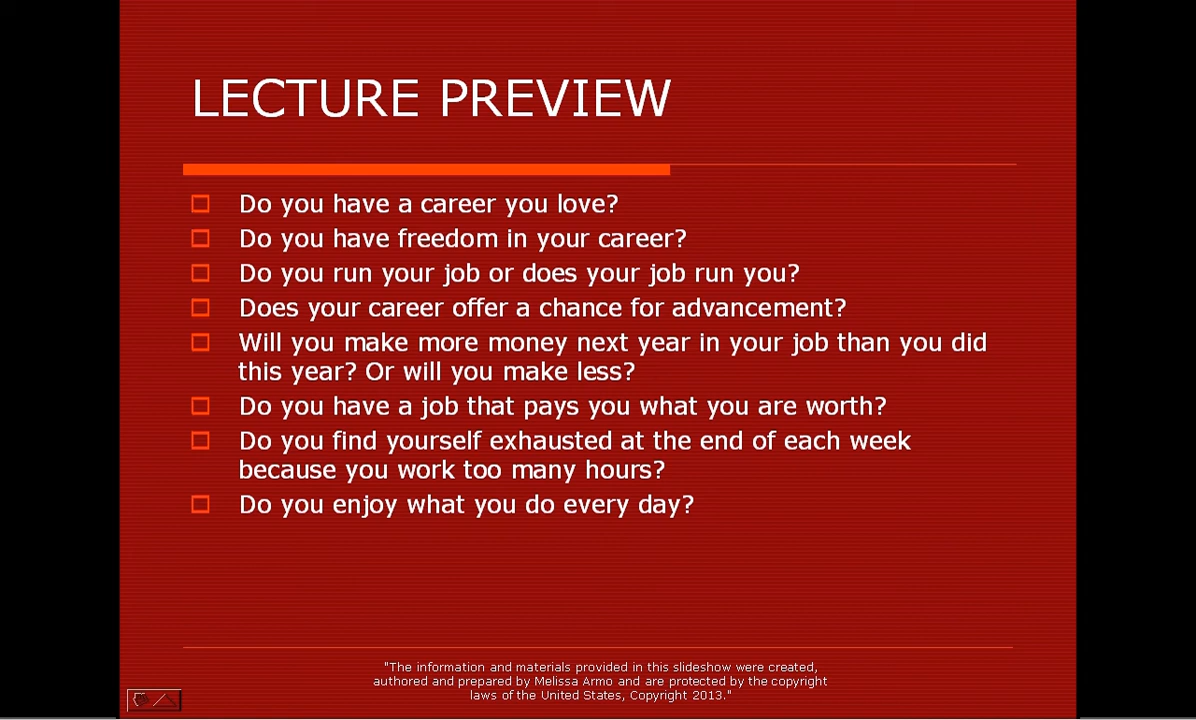 LECTURE PREVIEW
Do you have a career you love?
Do you have freedom in your career?
Do you run your job or does your job run you?
Does your career offer a chance for advancement?
Will you make more money next year in your job than you did
this year? Or will you make less?
Do you have a job that pays you what you are worth?
Do you find yourself exhausted at the end of each week
because you work too many hours?
Do you enjoy what you do every day?
"The information and materials provided in this slideshow were created,
authored and prepared by Melissa Armo and are protected by the copyright
laws of the United States, Copyright 2013."